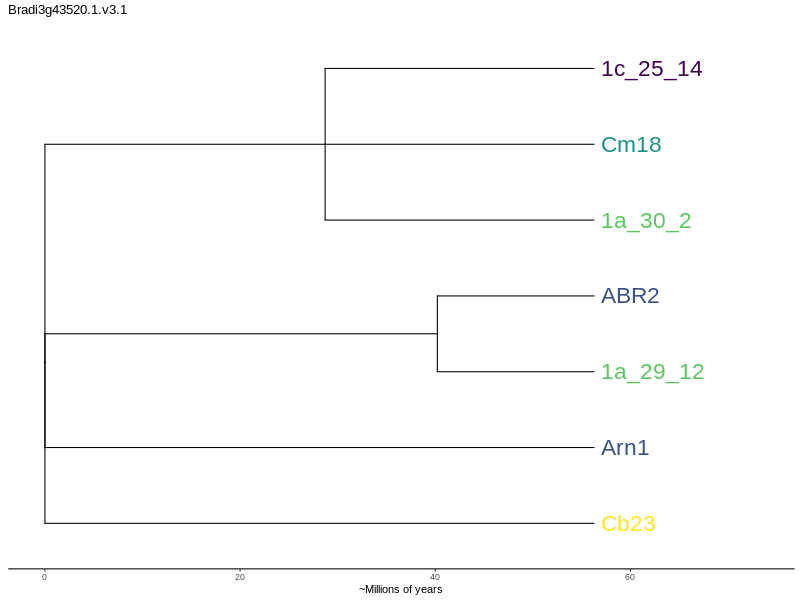 Bradi3g43520.1.v3.1
1c_25_14
Cm18
1a_30_2
ABR2
1a_29_12
Arn1
Cb23
0 20 40 60
~Millions of years